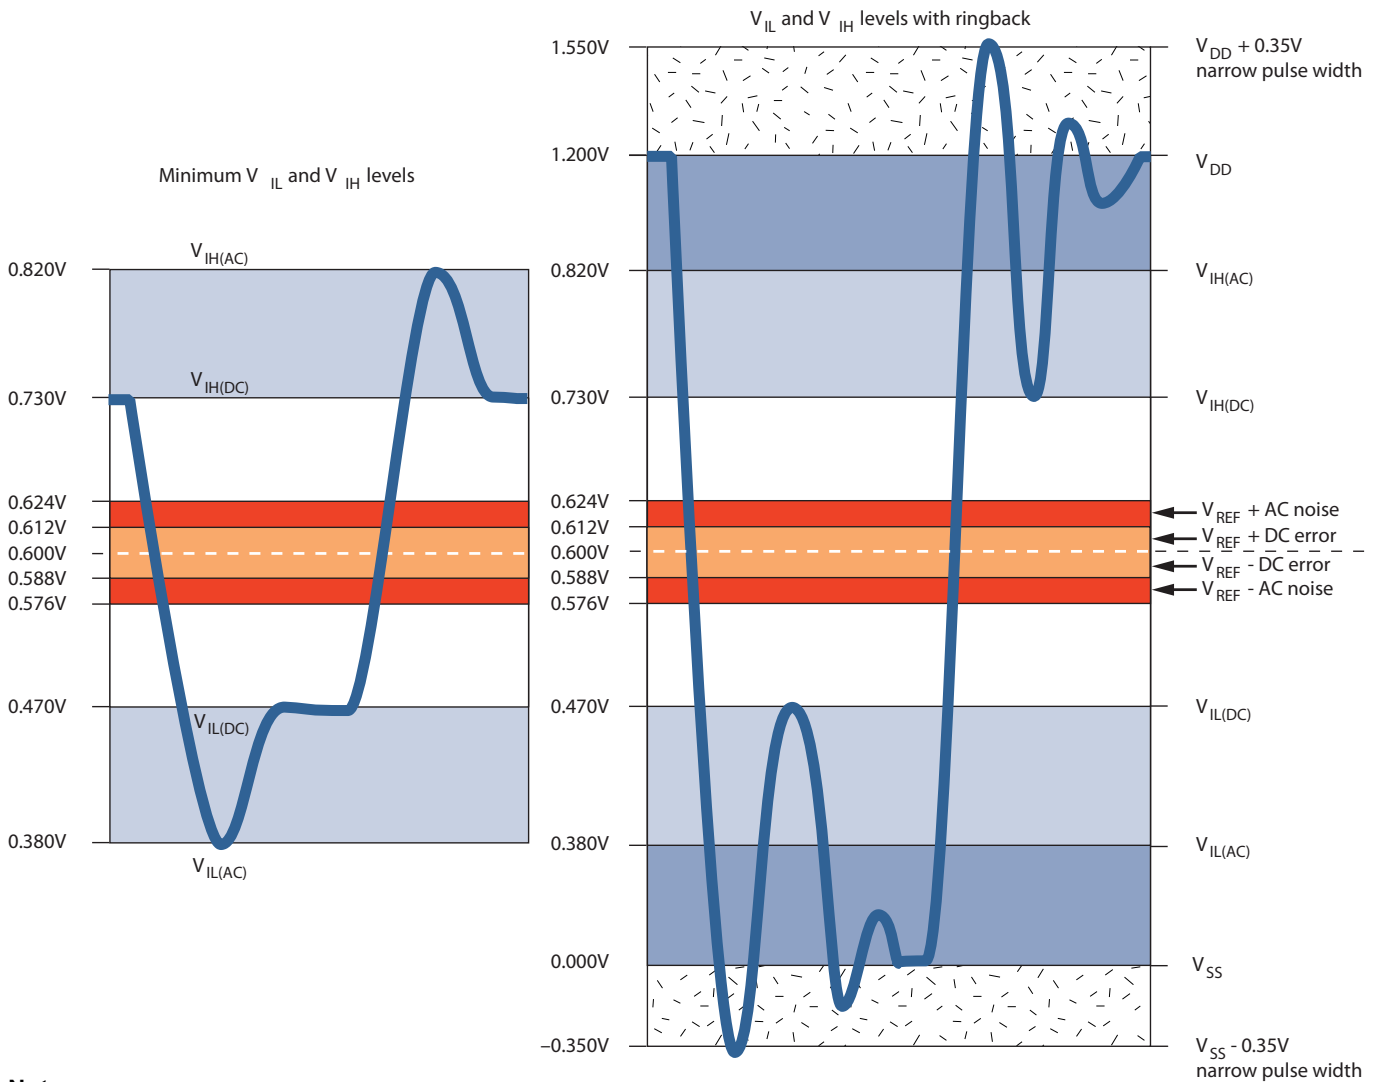 V IL and V IH levels with ringback
1.550V
VDD + 0.35V
narrow pulse width
1.200V
VDD
Minimum V IL and V IH levels
VIH(AC)
0.820V
0.820V
VIH(AC)
VIH(DC)
0.730V
0.730V
VIH(DC)
0.624V
0.624V
VREF + AC noise
0.612V
0.612V
VREF + DC error
0.600V
0.600V
0.588V
0.588V
VREF - DC error
0.576V
0.576V
VREF - AC noise
0.470V
0.470V
VIL(DC)
VIL(DC)
0.380V
0.380V
VIL(AC)
VIL(AC)
0.000V
VSS
-0.350V
VSS - 0.35V
narrow pulse width